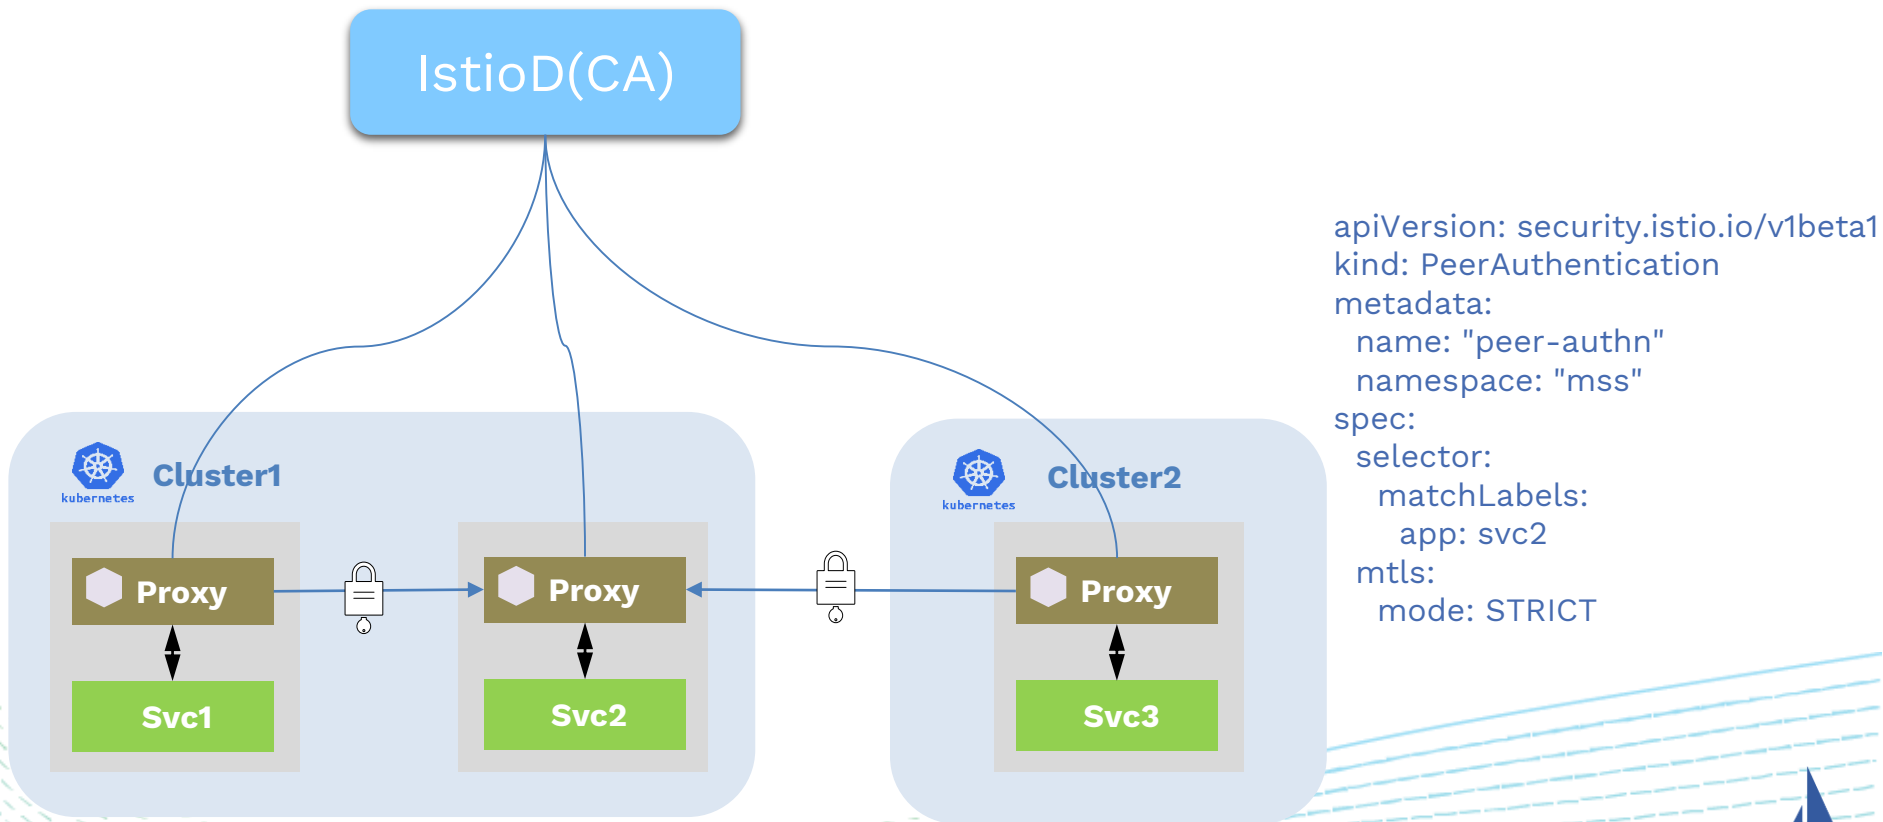 IstioD(CA)
kubernetes
Cluster1
Proxy
Svc1
Proxy
Svc2
kubernetes
Cluster2
Proxy
Svc3
apiVersion: security.istio.io/v1beta1
kind: PeerAuthentication
metadata:
  name: "peer-authn"
  namespace: "mss"
spec:
  selector:
    matchLabels:
      app: svc2
  mtls:
    mode: STRICT